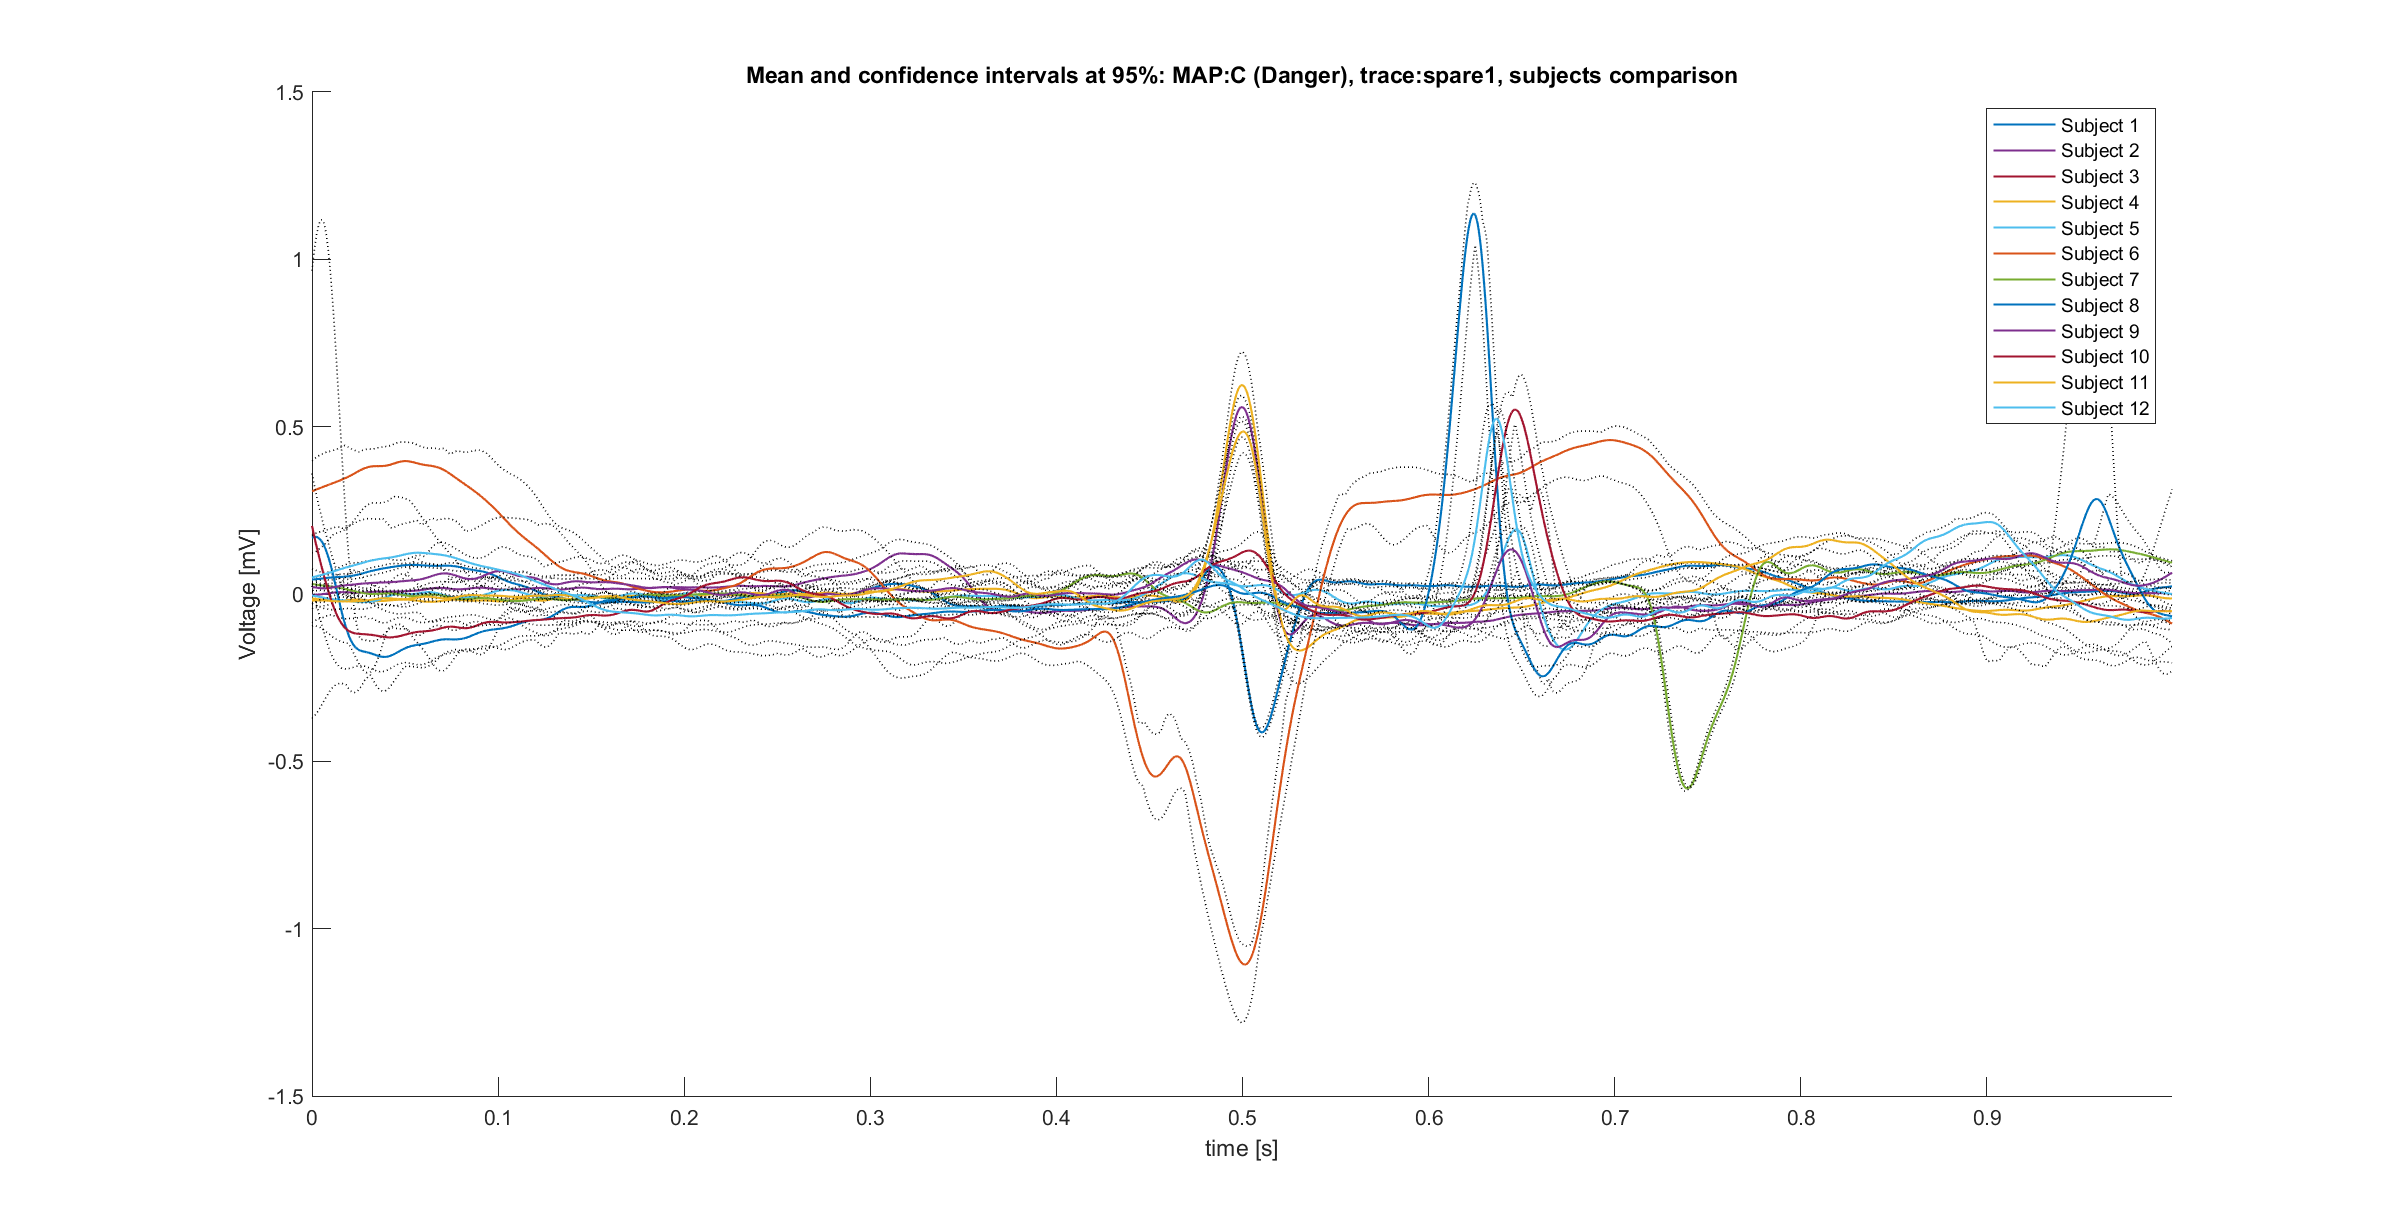 Mean and confidence intervals at 95%: MAP:C (Danger), trace:spare1, subjects comparison
1.5
1
0.5
0
-0.5
-1
-1.5
Voltage [mV]
Subject 1
Subject 2
Subject 3
Subject 4
Subject 5
Subject 6
Subject 7
Subject 8
Subject 9
Subject 10
Subject 11
Subject 12
0 0.1 0.2 0.3 0.4 0.5 0.6 0.7 0.8 0.9
time [s]